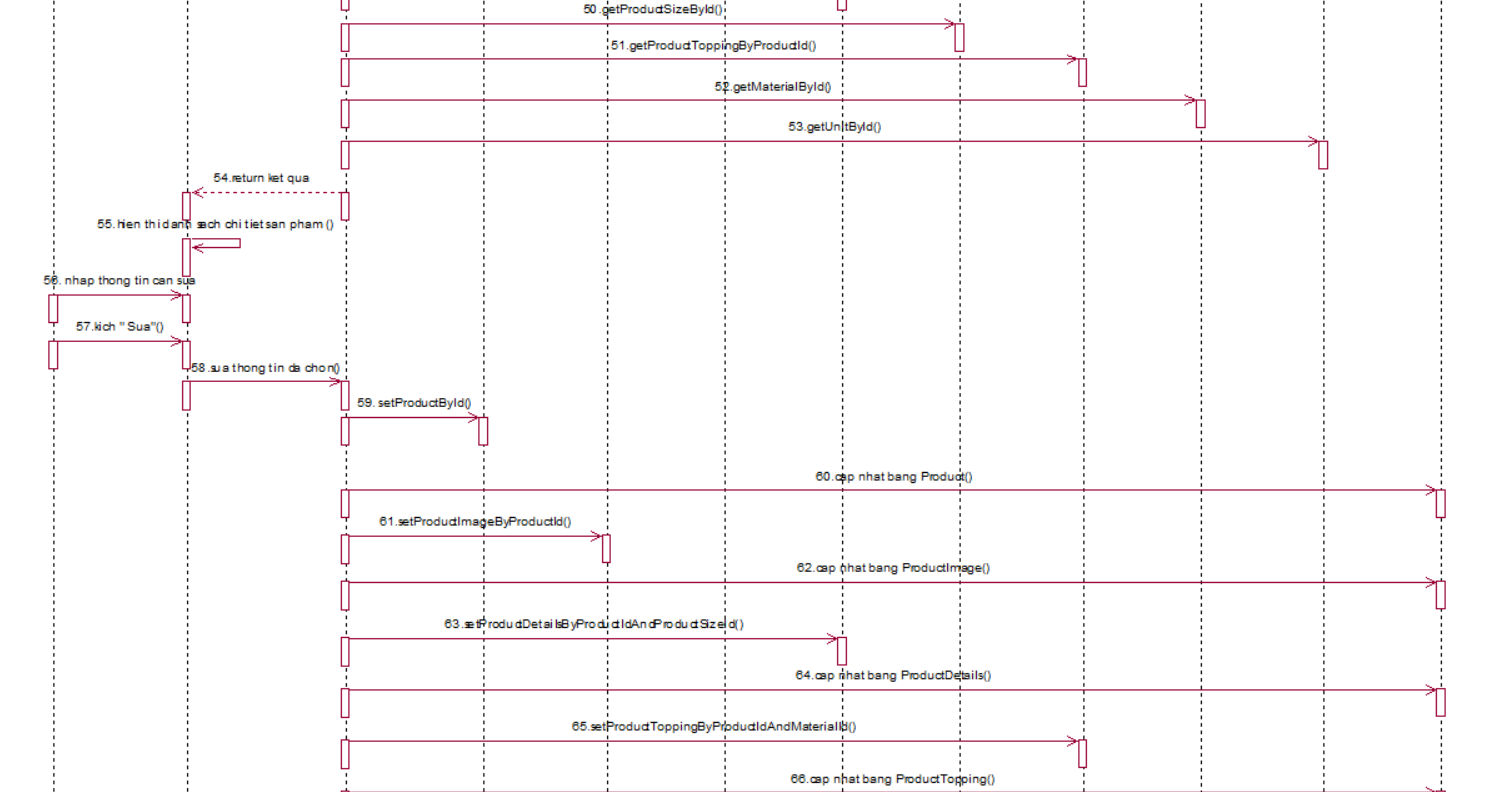 50.getProductSizeById()
51.getProductToppingByProductId()
52.getMaterialById()
53.getUnitById()
54.return ket qua
55.hien thi danh sach chi tiet san pham ()
56. nhap thong tin can sua
57.kich " Sua"()
58.sua thong tin da chon()
59. setProductById()
60.cap nhat bang Product()
61.setProductImageByProductId()
62.cap nhat bang ProductImage()
63.setProductDetailsByProductIdAndProductSizeId()
64.cap nhat bang ProductDetails()
65.setProductToppingByProductIdAndMaterialId()
66.cap nhat bang ProductTopping()